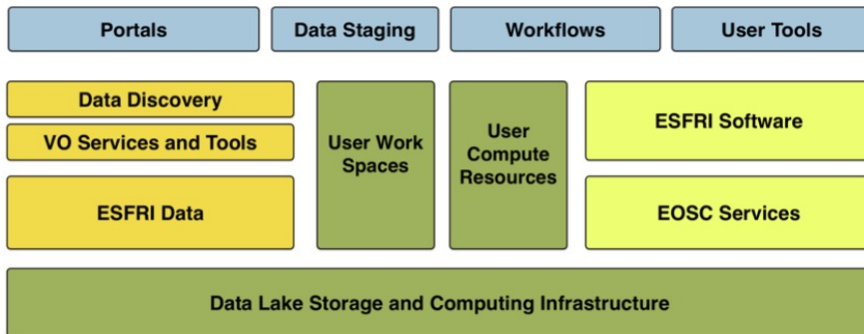 Portals
Data Staging
Workflows
User Tools
Data Discovery
VO Services and Tools
ESFRI Data
User Work
Spaces
User
Compute
Resources
ESFRI Software
EOSC Services
Data Lake Storage and Computing Infrastructure